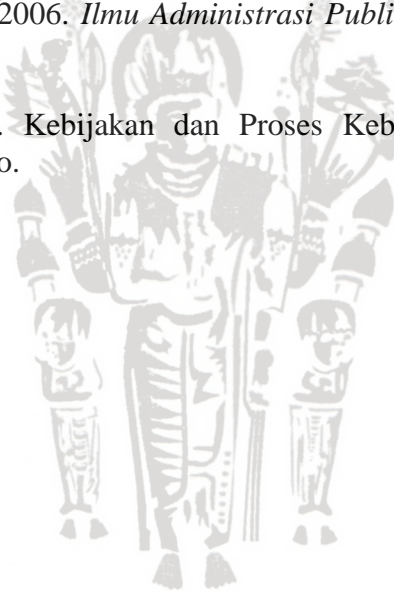 2006. Ilmu Administrasi Publi
. Kebijakan dan Proses Keb
o.